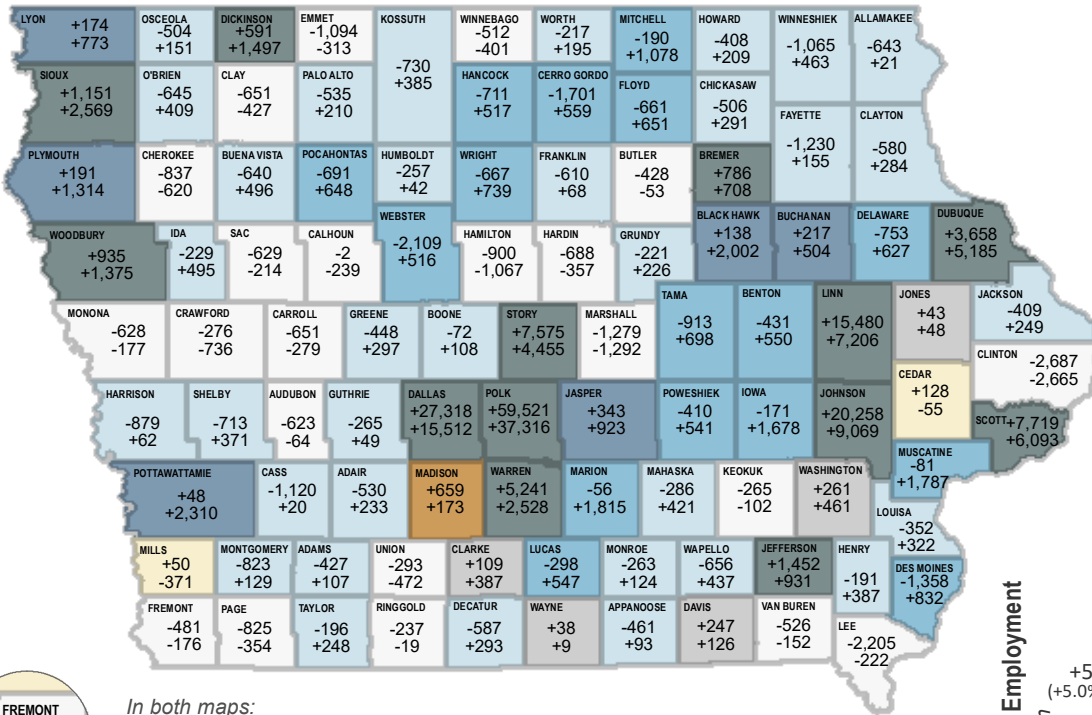 LYON
+174
+773
OSCEOLA
-504
+151
DICKINSON
+591
+1,497
EMMET
-1,094
-313
KOSSUTH
-730
+385
WINNEBAGO
-512
-401
WORTH
-217
+195
MITCHELL
-190
+1,078
HOWARD
-408
+209
WINNESHIEK
-1,065
+463
ALLAMAKEE
-643
+21
SIOUX
+1,151
+2,569
O'BRIEN
-645
+409
CLAY
-651
-427
PALO ALTO
-535
+210
HANCOCK
-711
+517
CERRO GORDO
-1,701
+559
FLOYD
-661
+651
CHICKASAW
-506
+291
FAYETTE
-1,230
+155
CLAYTON
-580
+284
PLYMOUTH
+191
+1,314
CHEROKEE
-837
-620
BUENA VISTA
-640
+496
POCAHONTAS
-691
+648
HUMBOLDT
-257
+42
WRIGHT
-667
+739
FRANKLIN
-610
+68
BUTLER
-428
-53
BREMER
+786
+708
WOODBURY
+935
+1,375
IDA
-229
+495
SAC
-629
-214
CALHOUN
-2
-239
WEBSTER
-2,109
+516
HAMILTON
-900
-1,067
HARDIN
-688
-357
GRUNDY
-221
+226
BLACK HAWK
+138
+2,002
BUCHANAN
+217
+504
DELAWARE
-753
+627
DUBUQUE
+3,658
+5,185
MONONA
-628
-177
CRAWFORD
-276
-736
CARROLL
-651
-279
GREENE
-448
+297
BOONE
-72
+108
STORY
+7,575
+4,455
MARSHALL
-1,279
-1,292
TAMA
-913
+698
BENTON
-431
+550
LINN
+15,480
+7,206
JONES
+43
+48
JACKSON
-409
+249
CLINTON -2,687
-2,665
HARRISON
-879
+62
SHELBY
-713
+371
AUDUBON
-623
-64
GUTHRIE
-265
+49
DALLAS
+27,318
+15,512
POLK
+59,521
+37,316
JASPER
+343
+923
POWESHIEK
-410
+541
IOWA
-171
+1,678
JOHNSON
+20,258
+9,069
CEDAR
+128
-55
SCOTT +7,719
+6,093
MUSCATINE
-81
+1,787
POTTAWATTAMIE
+48
+2,310
CASS
-1,120
+20
ADAIR
-530
+233
MADISON
+659
+173
WARREN
+5,241
+2,528
MARION
-56
+1,815
MAHASKA
-286
+421
KEOKUK
-265
-102
WASHINGTON
+261
+461
LOUISA
-352
+322
MILLS
+50
-371
MONTGOMERY
-823
+129
ADAMS
-427
+107
UNION
-293
-472
CLARKE
+109
+387
LUCAS
-298
+547
MONROE
-263
+124
WAPELLO
-656
+437
JEFFERSON
+1,452
+931
HENRY
-191
+387
DES MOINES
-1,358
+832
FREMONT
-481
-176
PAGE
-825
-354
TAYLOR
-196
+248
RINGGOLD
-237
-19
DECATUR
-587
+293
WAYNE
+38
+9
APPANOOSE
-461
+93
DAVIS
+247
+126
VAN BUREN
-526
-152
LEE
-2,205
-222
Employment
+5
(+5.0%
FREMONT
In both maps: